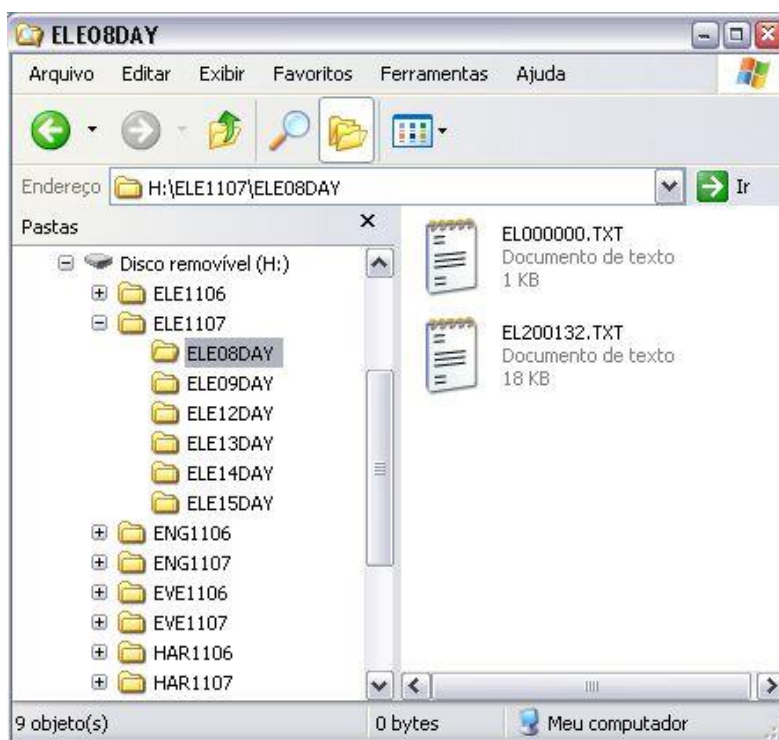 ELE08DAY
Arquivo Editar Exibir Favoritos Ferramentas Ajuda
Endereço H:\ELE1107\ELE08DAY Ir
Pastas
Disco removível (H:)
ELE1106
ELE1107
ELE08DAY
ELE09DAY
ELE12DAY
ELE13DAY
ELE14DAY
ELE15DAY
ENG1106
ENG1107
EVE1106
EVE1107
HAR1106
HAR1107
EL000000.TXT
Documento de texto
1 KB
EL200132.TXT
Documento de texto
18 KB
9 objeto(s) 0 bytes Meu computador